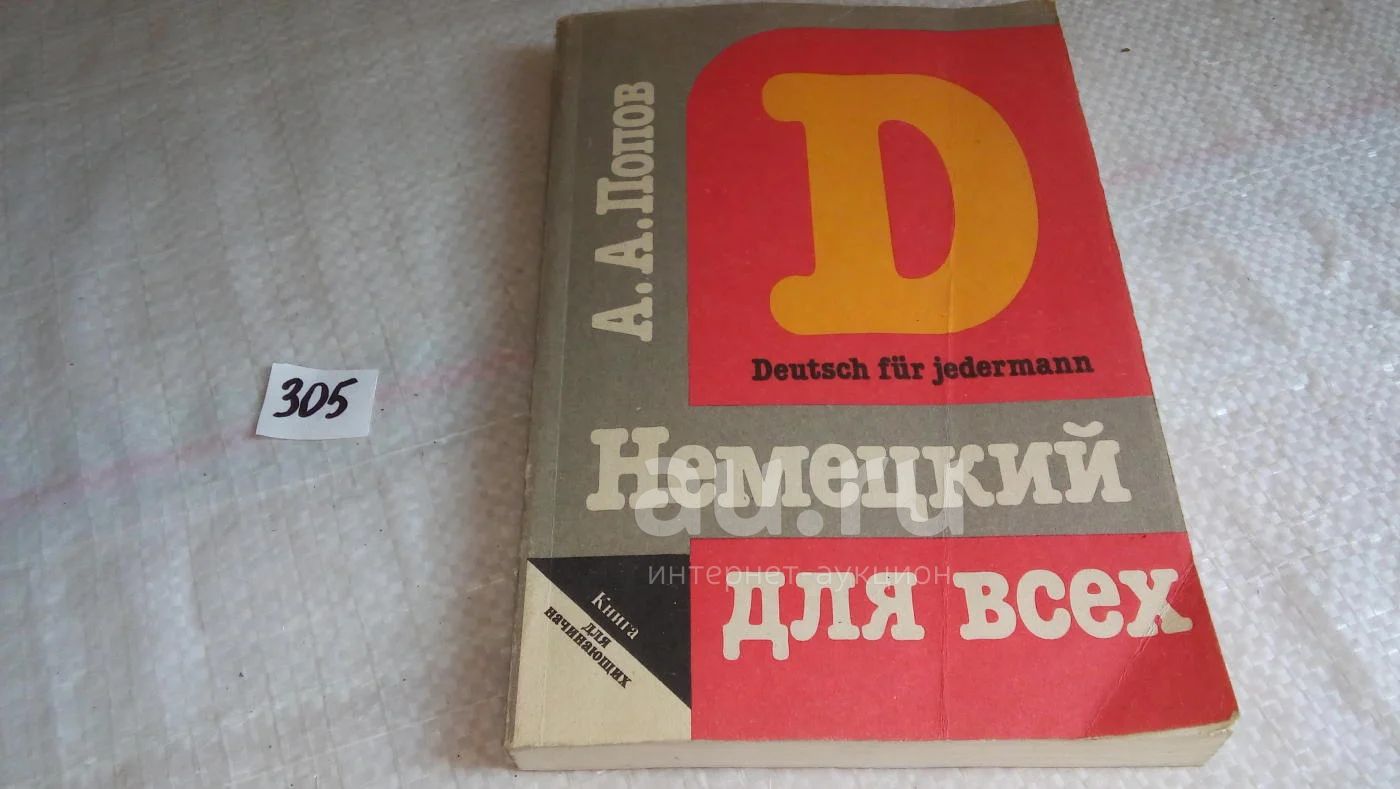 А. А. Попов
D
Deutsch für jedermann
Немецкий
для всех
Книга
для
начинающих
305
au.ru
интернет аукцион